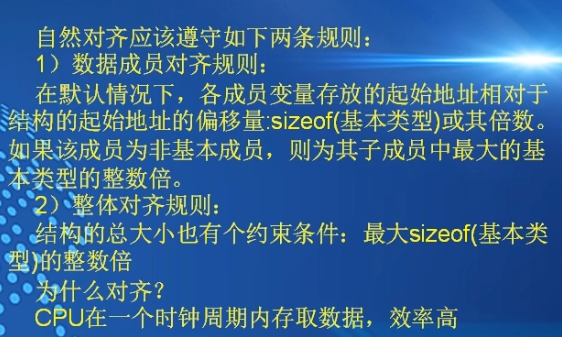 自然对齐应该遵守如下两条规则：
1）数据成员对齐规则：
在默认情况下，各成员变量存放的起始地址相对于
结构的起始地址的偏移量:sizeof(基本类型)或其倍数。
如果该成员为非基本成员，则为其子成员中最大的基
本类型的整数倍。
2）整体对齐规则：
结构的总大小也有个约束条件：最大sizeof(基本类
型)的整数倍
为什么对齐？
CPU在一个时钟周期内存取数据，效率高